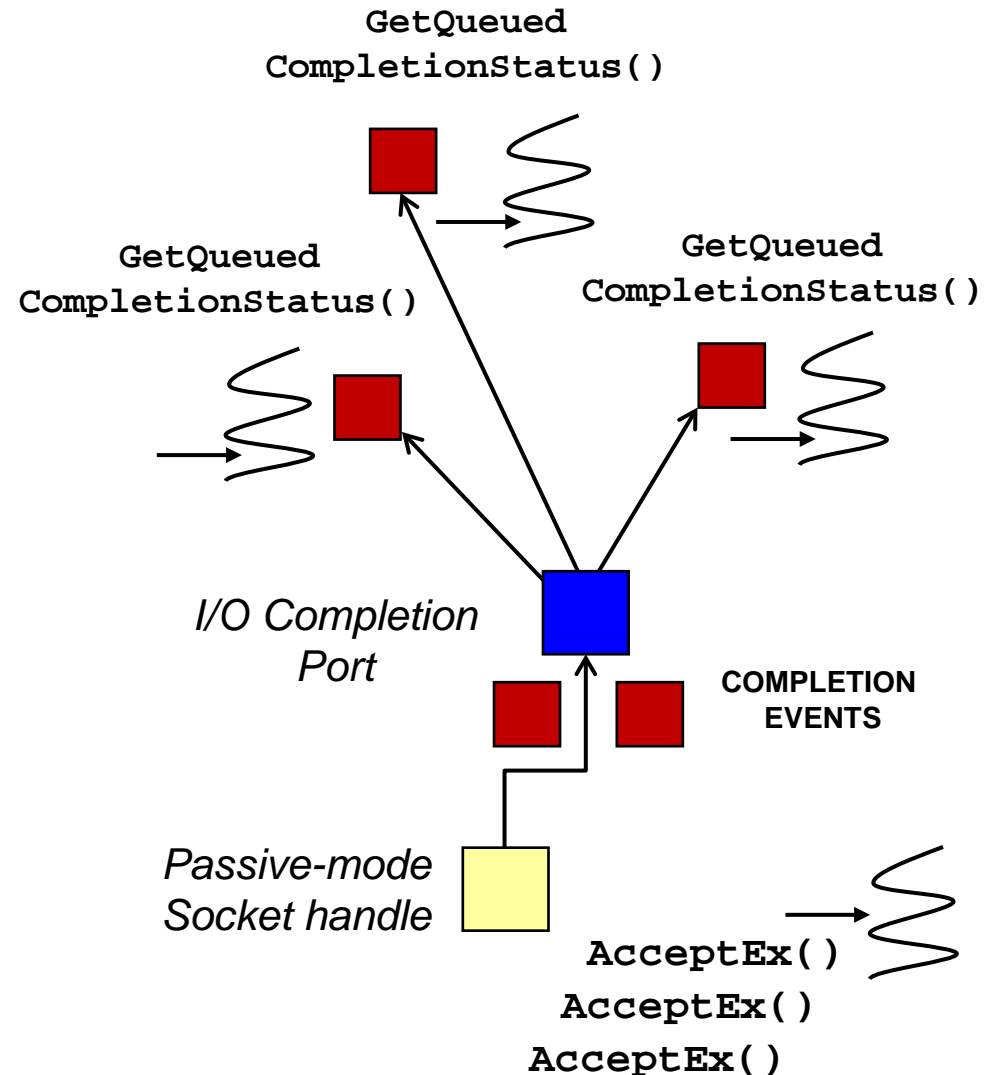 GetQueued
CompletionStatus()
GetQueued
CompletionStatus()
GetQueued
CompletionStatus()
I/O Completion
Port
COMPLETION
EVENTS
Passive-mode
Socket handle
AcceptEx()
AcceptEx()
AcceptEx()